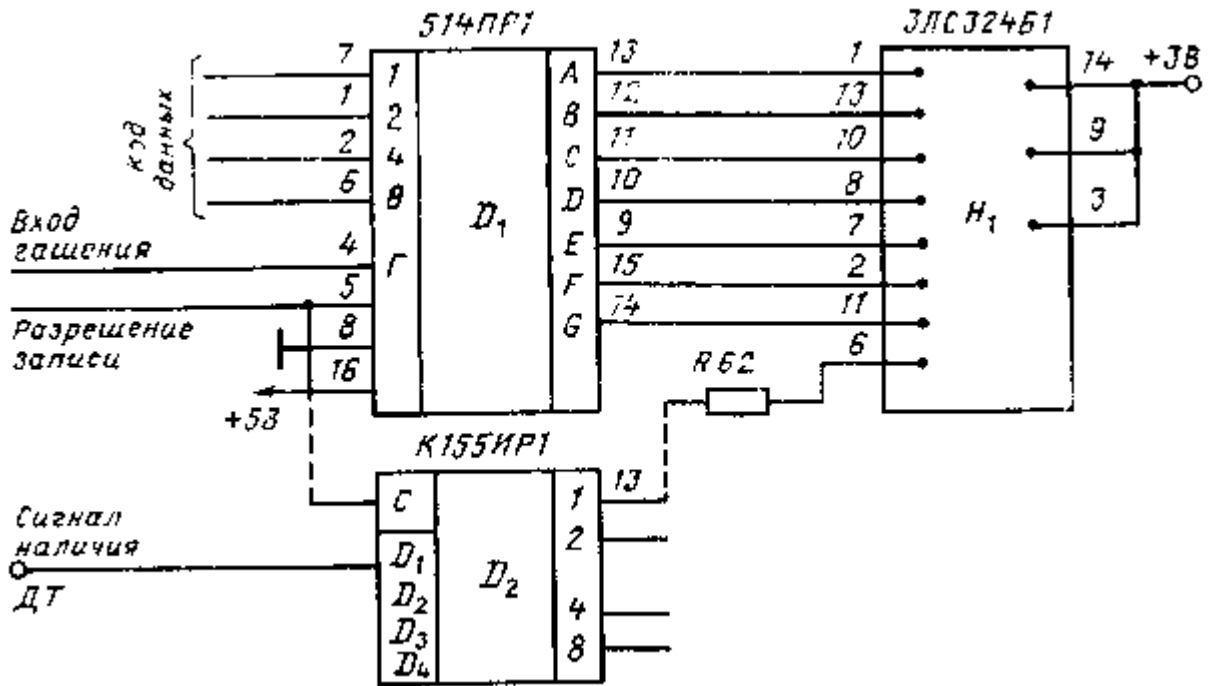 514ПР1
3ЛС324Б1
7
1
13
1
14
+3В
1
2
12
13
9
2
4
11
10
3
6
8
10
8
код данных
A
B
C
D
E
F
G
D₁
H₁
9
7
Вход
гашения
4
Г
15
2
5
14
11
Разрешение
записи
8
6
16
R62
+5В
К155ИР1
C
1
13
Сигнал
наличия
2
ДТ
D₁
D₂
D₃
D₄
D₂
4
8